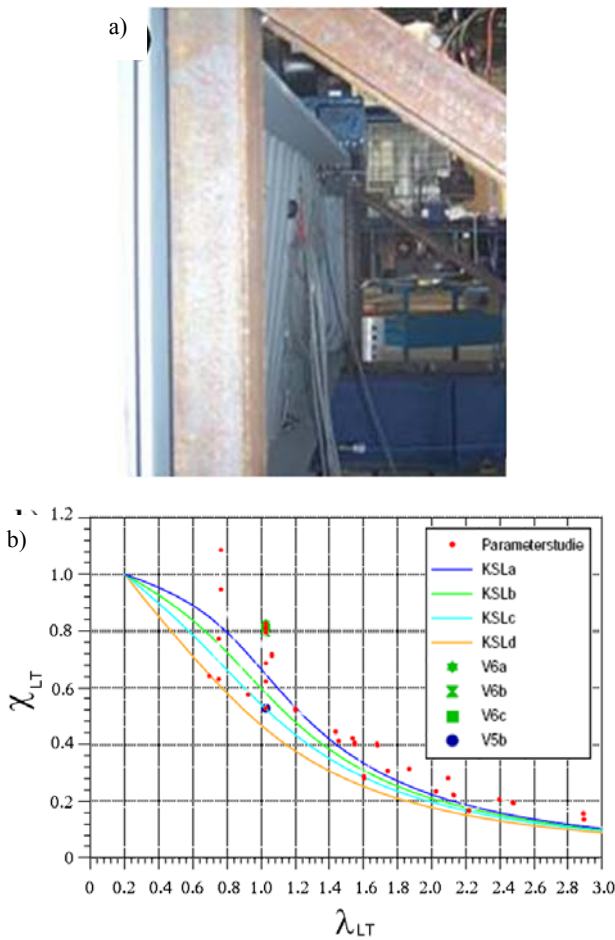 a)
b)
1.2
1.0
0.8
0.6
0.4
0.2
0
χLT
0 0.2 0.4 0.6 0.8 1.0 1.2 1.4 1.6 1.8 2.0 2.2 2.4 2.6 2.8 3.0
λLT
Parameterstudie
KSLa
KSLb
KSLc
KSLd
V6a
V6b
V6c
V5b